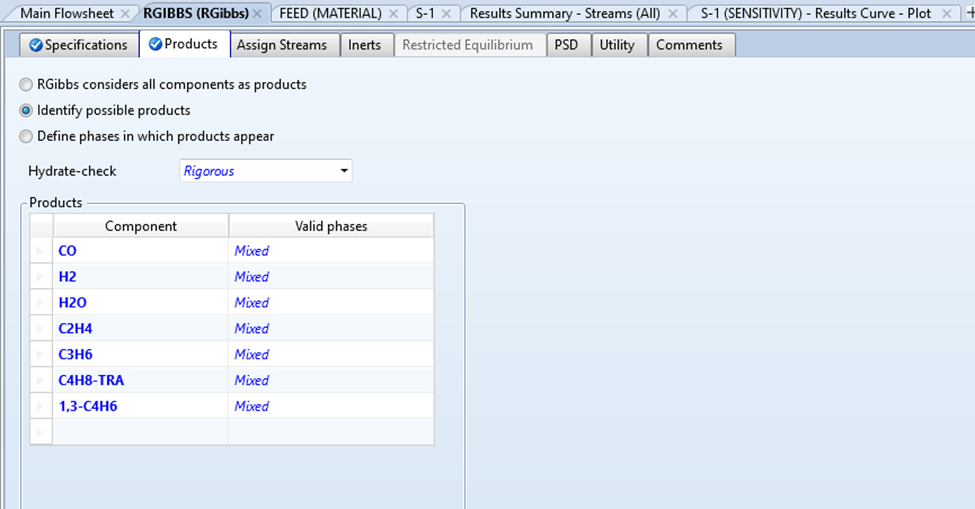 Main Flowsheet RGIBBS (RGibbs) FEED (MATERIAL) S-1 Results Summary - Streams (All) S-1 (SENSITIVITY) - Results Curve - Plot
Specifications Products Assign Streams Inerts Restricted Equilibrium PSD Utility Comments
RGibbs considers all components as products
Identify possible products
Define phases in which products appear
Hydrate-check Rigorous
Products
Component Valid phases
CO Mixed
H2 Mixed
H2O Mixed
C2H4 Mixed
C3H6 Mixed
C4H8-TRA Mixed
1,3-C4H6 Mixed